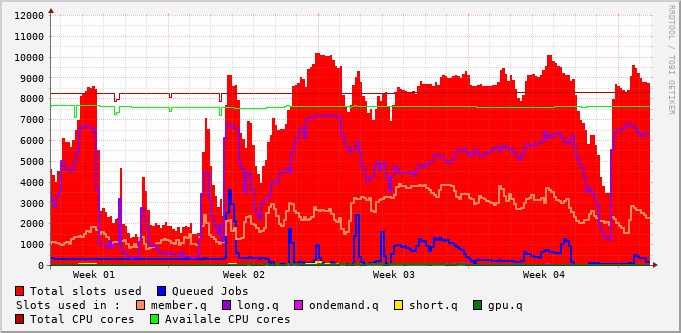 12000
11000
10000
9000
8000
7000
6000
5000
4000
3000
2000
1000
0
Week 01 Week 02 Week 03 Week 04
Total slots used Queued Jobs
Slots used in : member.q long.q ondemand.q short.q gpu.q
Total CPU cores Availale CPU cores
RRDTOOL / TOBI OETIKER